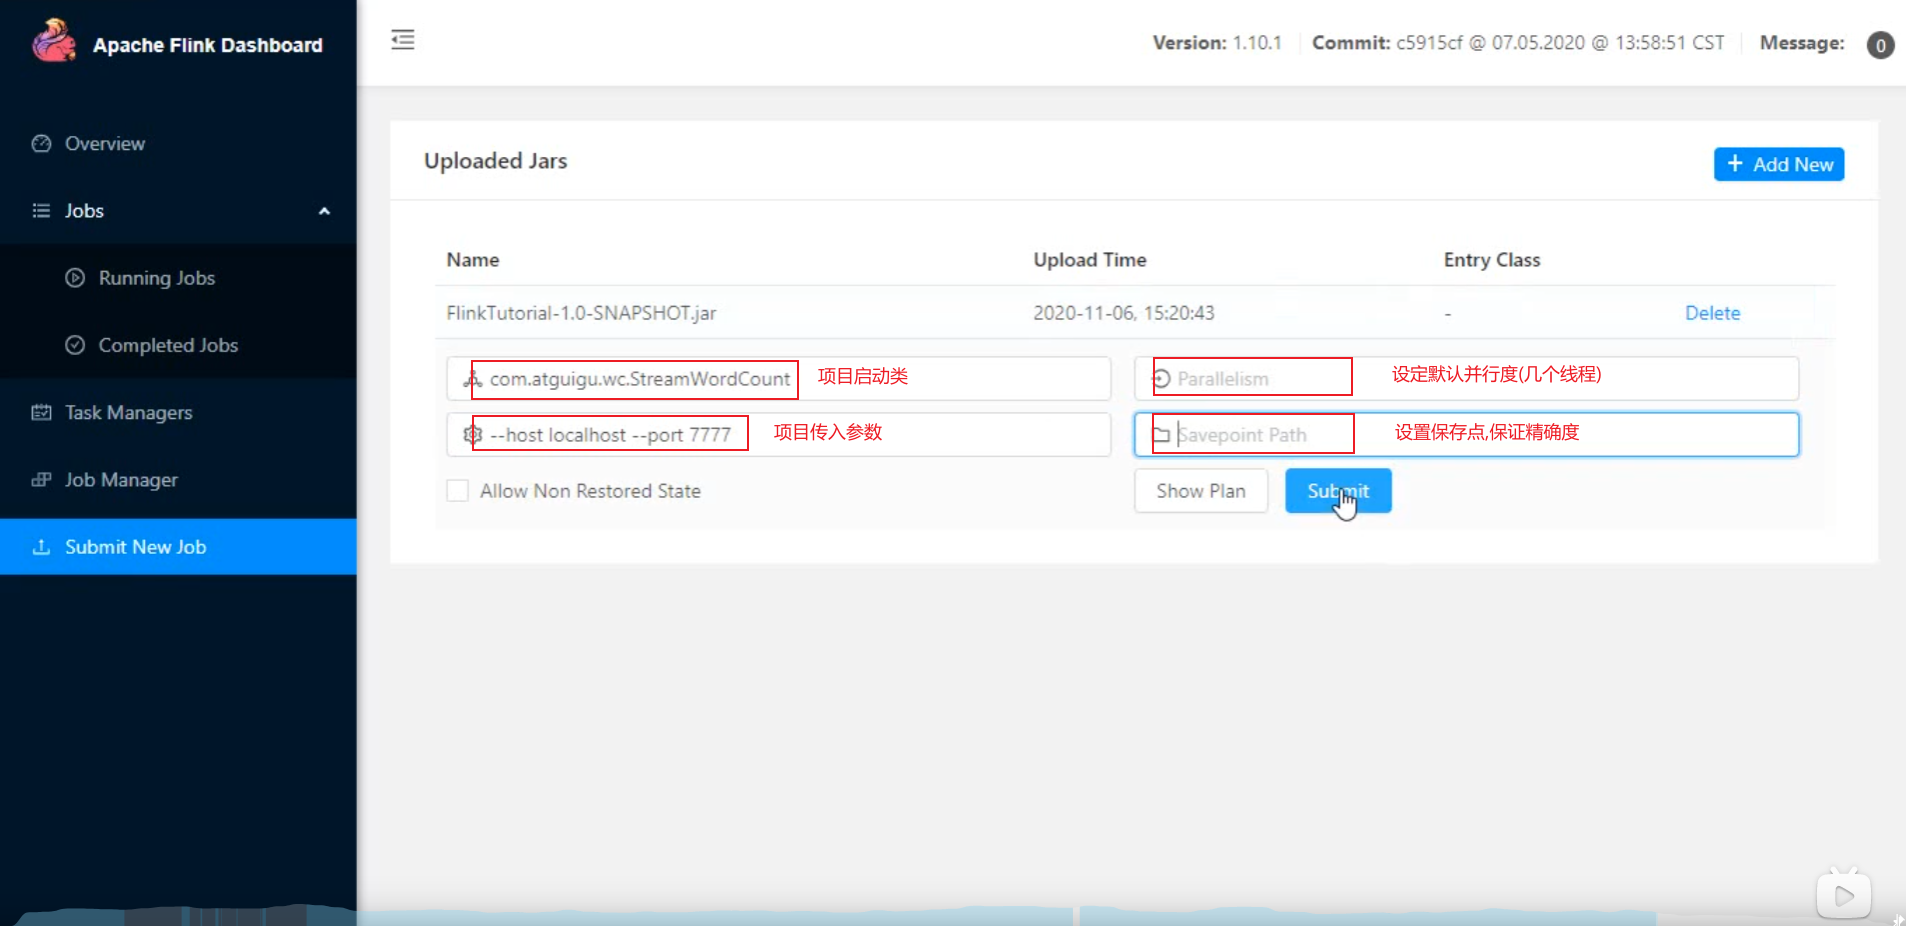 Apache Flink Dashboard
Version: 1.10.1 Commit: c5915cf @ 07.05.2020 @ 13:58:51 CST Message: 0
Overview
Jobs
Running Jobs
Completed Jobs
Task Managers
Job Manager
Submit New Job
Uploaded Jars
+ Add New
Name Upload Time Entry Class
FlinkTutorial-1.0-SNAPSHOT.jar 2020-11-06, 15:20:43 - Delete
com.atguigu.wc.StreamWordCount 项目启动类 Parallelism 设定默认并行度(几个线程)
--host localhost --port 7777 项目传入参数 Savepoint Path 设置保存点,保证精确度
Allow Non Restored State Show Plan Submit